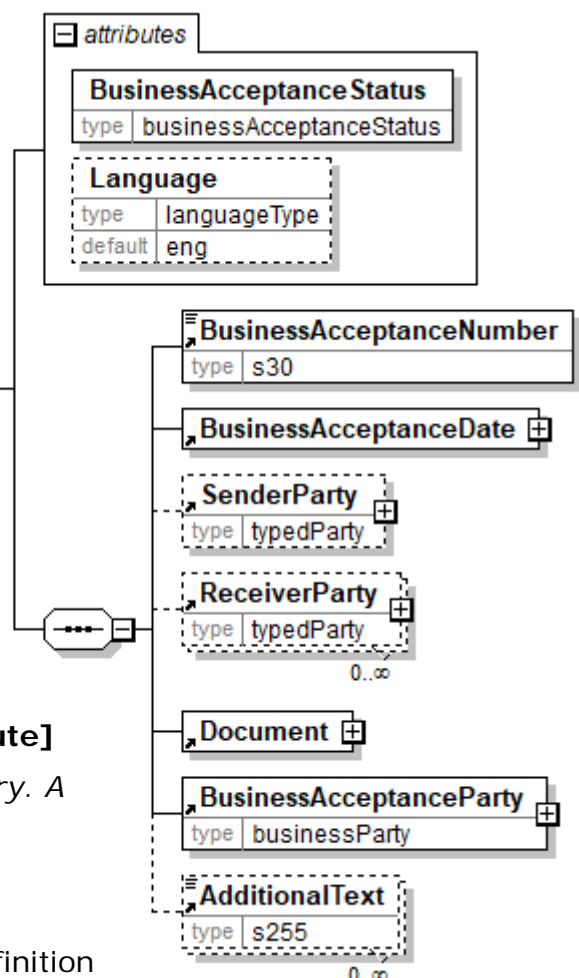 attributes
BusinessAcceptanceStatus
type businessAcceptanceStatus
Language
type languageType
default eng
BusinessAcceptanceNumber
type s30
BusinessAcceptanceDate
SenderParty
type typedParty
ReceiverParty
type typedParty
0..∞
ute]
Document
ry. A
BusinessAcceptanceParty
type businessParty
AdditionalText
type s255
finition
0..∞